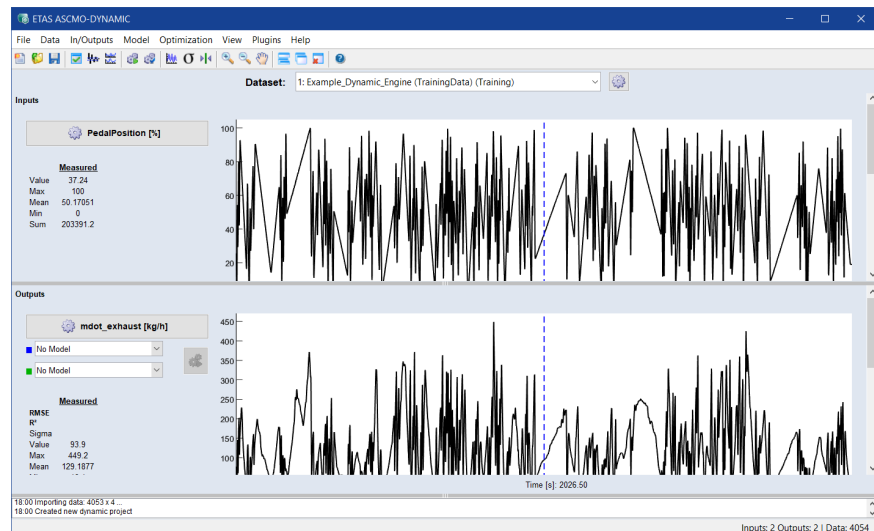 ETAS ASCMO-DYNAMIC
File Data In/Outputs Model Optimization View Plugins Help
Dataset: 1: Example_Dynamic_Engine (TrainingData) (Training)
Inputs
PedalPosition [%]
Measured
Value 37.24
Max 100
Mean 50.17051
Min 0
Sum 203391.2
100
80
60
40
20
Outputs
mdot_exhaust [kg/h]
No Model
No Model
Measured
RMSE
R²
Sigma
Value 93.9
Max 449.2
Mean 129.1877
450
400
350
300
250
200
150
100
Time [s]: 2026.50
18:00 Importing data: 4053 x 4 ...
18:00 Created new dynamic project
Inputs: 2 Outputs: 2 | Data: 4054